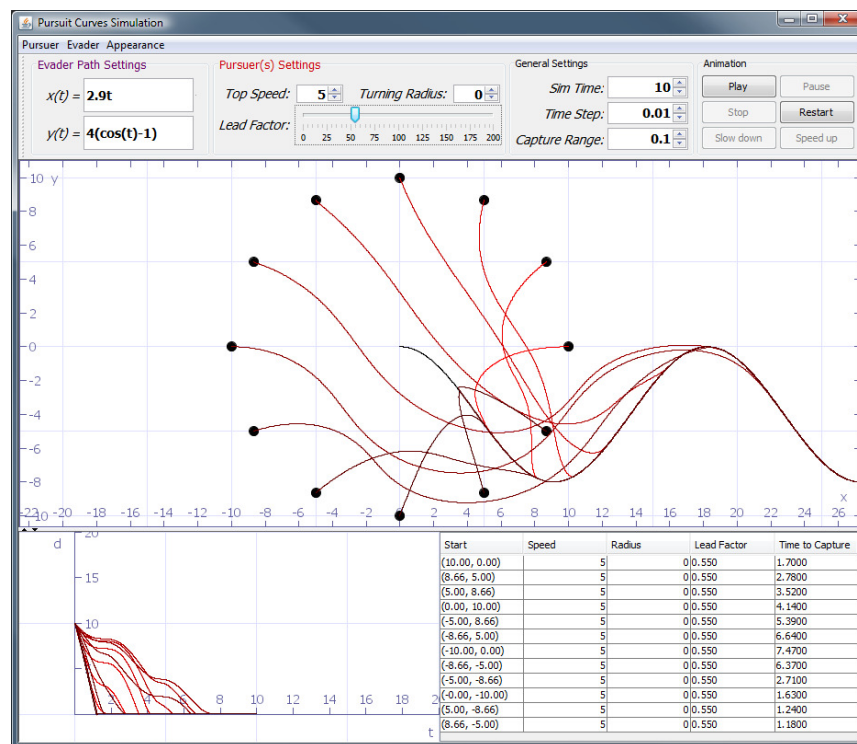 Pursuit Curves Simulation
Pursuer Evader Appearance
Evader Path Settings
x(t) = 2.9t
y(t) = 4(cos(t)-1)
Pursuer(s) Settings
Top Speed: 5 Turning Radius: 0
Lead Factor:
0 25 50 75 100 125 150 175 200
General Settings
Sim Time: 10
Time Step: 0.01
Capture Range: 0.1
Animation
Play Pause
Stop Restart
Slow down Speed up
10 y
8
6
4
2
0
-2
-4
-6
-8
-10
x
-22 -20 -18 -16 -14 -12 -10 -8 -6 -4 -2 0 2 4 6 8 10 12 14 16 18 20 22 24 26
d
20
15
10
2 4 6 8 10 12 14 16 18 20
t
Start Speed Radius Lead Factor Time to Capture
(10.00, 0.00) 5 0 0.550 1.7000
(8.66, 5.00) 5 0 0.550 2.7800
(5.00, 8.66) 5 0 0.550 3.5200
(0.00, 10.00) 5 0 0.550 4.1400
(-5.00, 8.66) 5 0 0.550 5.3900
(-8.66, 5.00) 5 0 0.550 6.6400
(-10.00, 0.00) 5 0 0.550 7.4700
(-8.66, -5.00) 5 0 0.550 6.3700
(-5.00, -8.66) 5 0 0.550 2.7100
(-0.00, -10.00) 5 0 0.550 1.6300
(5.00, -8.66) 5 0 0.550 1.2400
(8.66, -5.00) 5 0 0.550 1.1800